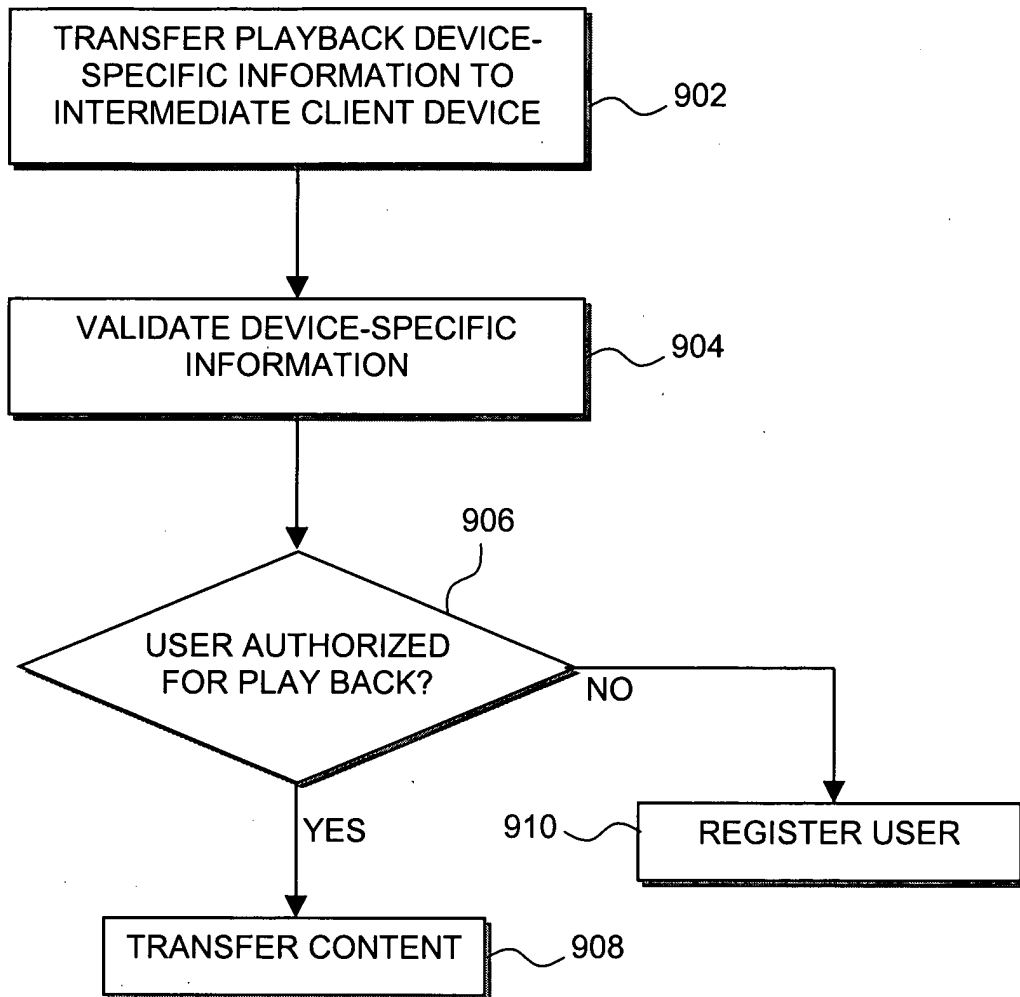 TRANSFER PLAYBACK DEVICE-
SPECIFIC INFORMATION TO
INTERMEDIATE CLIENT DEVICE
902
VALIDATE DEVICE-SPECIFIC
INFORMATION
904
906
USER AUTHORIZED
FOR PLAY BACK?
NO
YES
910
REGISTER USER
TRANSFER CONTENT
908